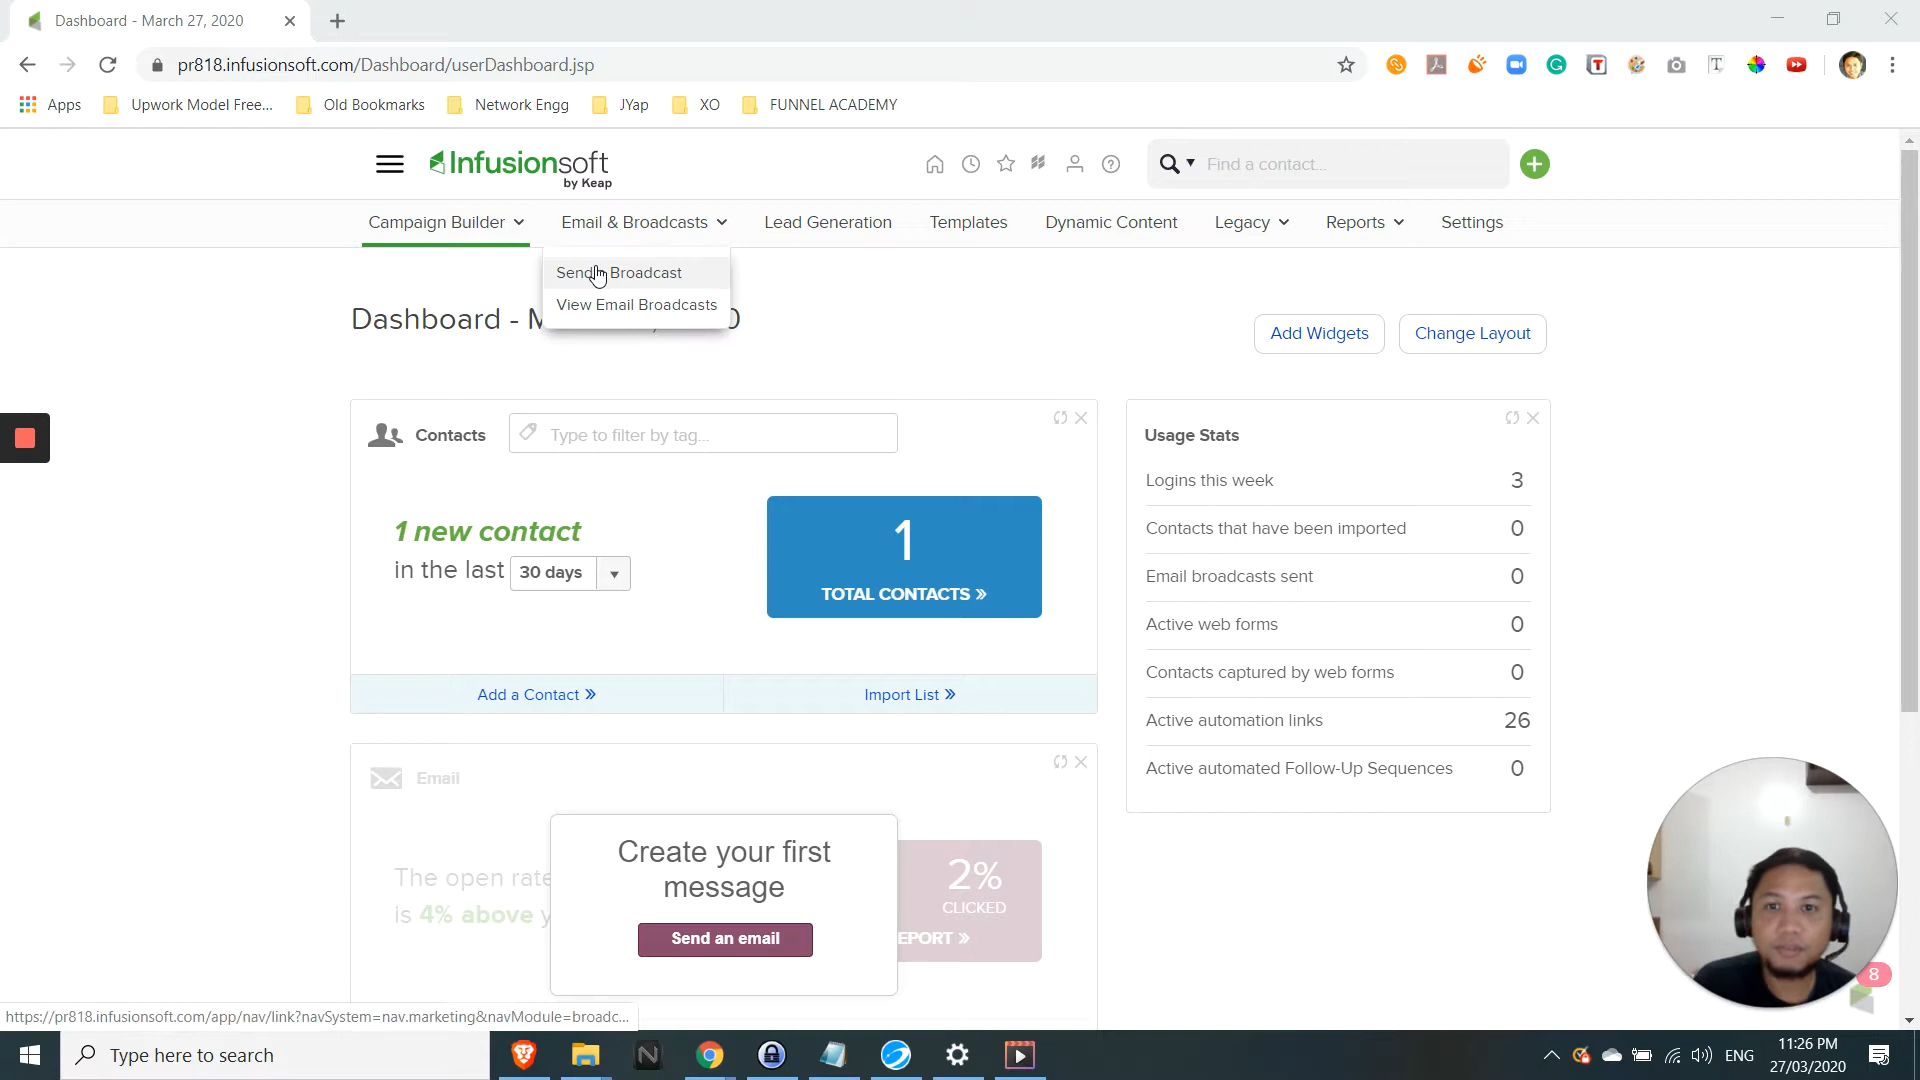 Dashboard - March 27, 2020
pr818.infusionsoft.com/Dashboard/userDashboard.jsp
Apps
Upwork Model Free...
Old Bookmarks
Network Engg
JYap
XO
FUNNEL ACADEMY
Infusionsoft
by Keap
Find a contact...
Campaign Builder
Email & Broadcasts
Lead Generation
Templates
Dynamic Content
Legacy
Reports
Settings
Send Broadcast
View Email Broadcasts
Dashboard - M 0
Add Widgets
Change Layout
Contacts
Type to filter by tag...
Usage Stats
Logins this week 3
Contacts that have been imported 0
Email broadcasts sent 0
Active web forms 0
Contacts captured by web forms 0
Active automation links 26
Active automated Follow-Up Sequences 0
1 new contact
in the last 30 days
1
TOTAL CONTACTS »
Add a Contact »
Import List »
Email
The open rate
is 4% above y
Create your first
message
Send an email
2%
CLICKED
EPORT »
8
https://pr818.infusionsoft.com/app/nav/link?navSystem=nav.marketing&navModule=broadc...
Type here to search
ENG
11:26 PM
27/03/2020